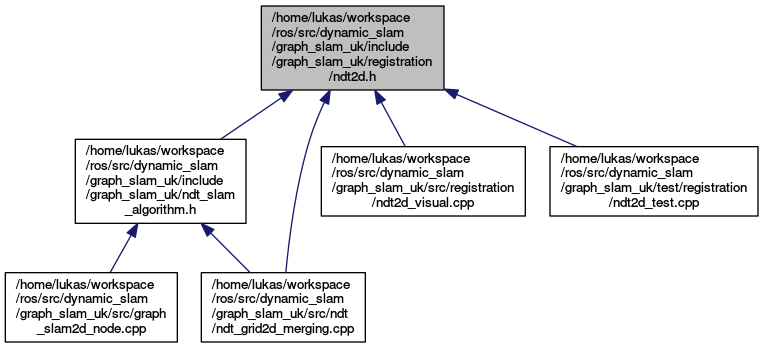 /home/lukas/workspace
/ros/src/dynamic_slam
/graph_slam_uk/include
/graph_slam_uk/registration
/ndt2d.h
/home/lukas/workspace
/ros/src/dynamic_slam
/graph_slam_uk/include
/graph_slam_uk/ndt_slam
_algorithm.h
/home/lukas/workspace
/ros/src/dynamic_slam
/graph_slam_uk/src/registration
/ndt2d_visual.cpp
/home/lukas/workspace
/ros/src/dynamic_slam
/graph_slam_uk/test/registration
/ndt2d_test.cpp
/home/lukas/workspace
/ros/src/dynamic_slam
/graph_slam_uk/src/graph
_slam2d_node.cpp
/home/lukas/workspace
/ros/src/dynamic_slam
/graph_slam_uk/src/ndt
/ndt_grid2d_merging.cpp